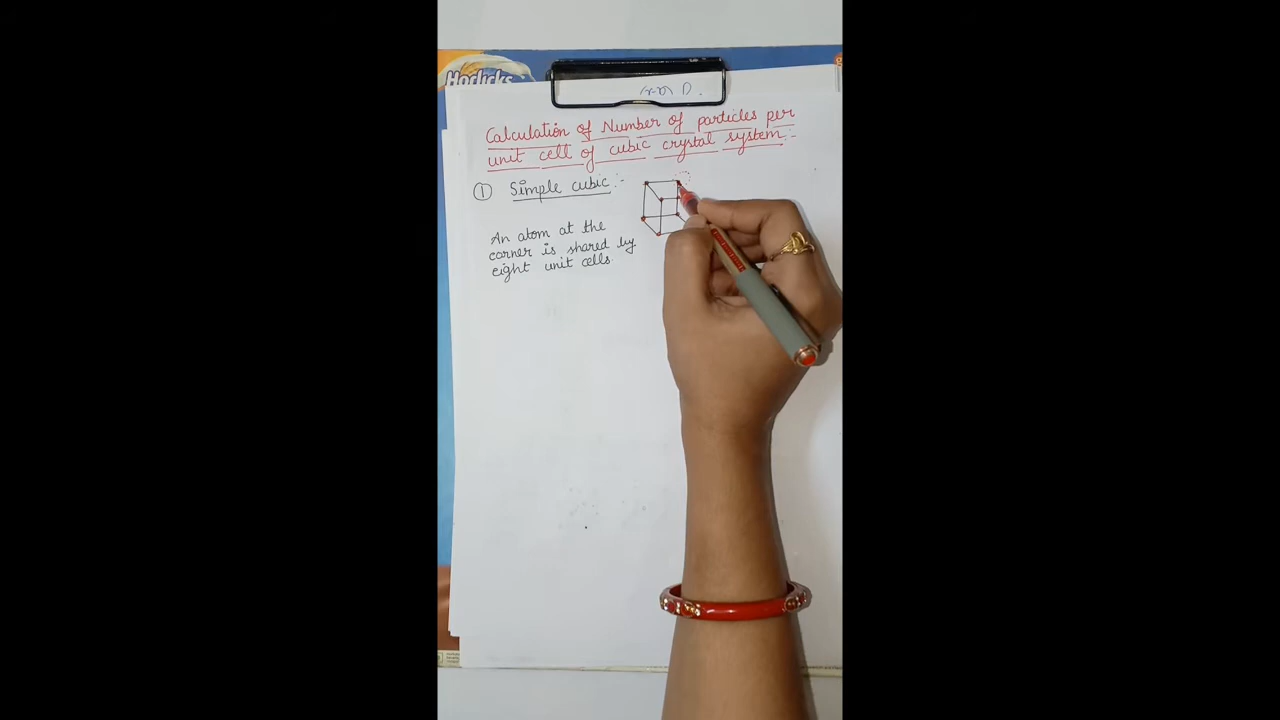 Horlicks
Calculation of Number of particles per
unit cell of cubic crystal system:-
① Simple cubic :-
An atom at the
corner is shared by
eight unit cells.